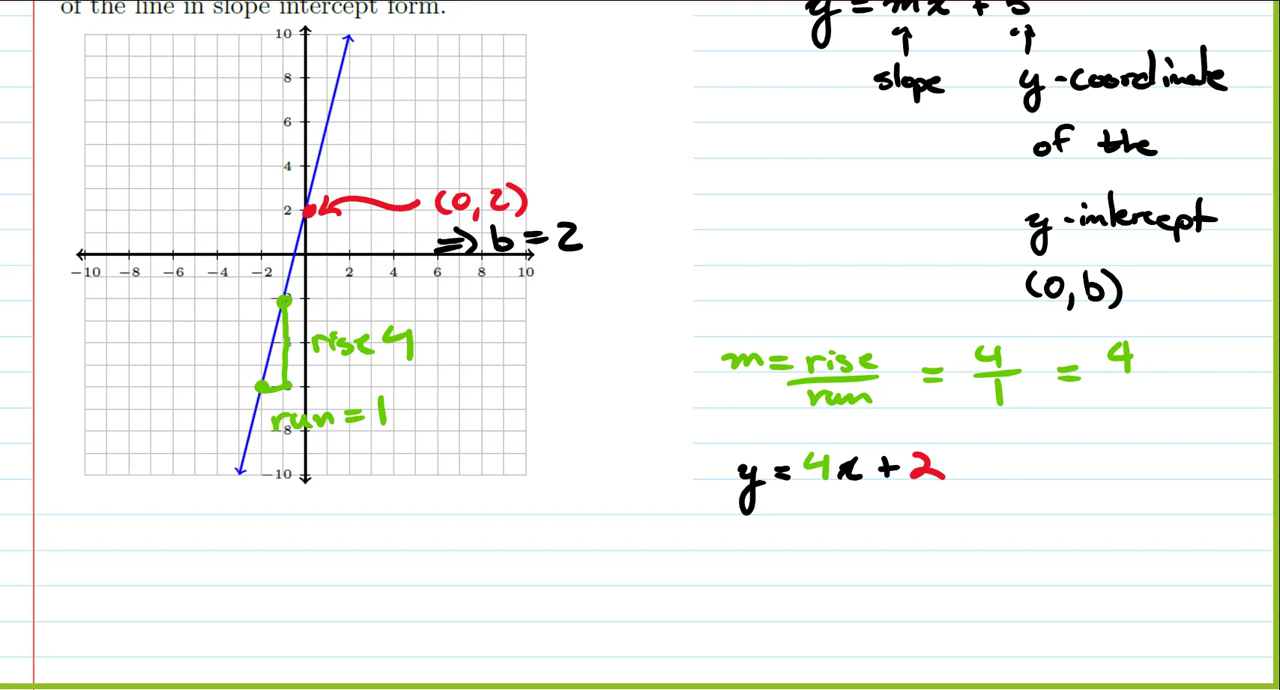 of the line in slope intercept form.
10
8
6
4
2
(0,2)
⇒ b = 2
−10 −8 −6 −4 −2 2 4 6 8 10
rise 4
run = 1
8
−10
y = mx + b
slope
y-coordinate
of the
y-intercept
(0,b)
m = rise/run = 4/1 = 4
y = 4x + 2